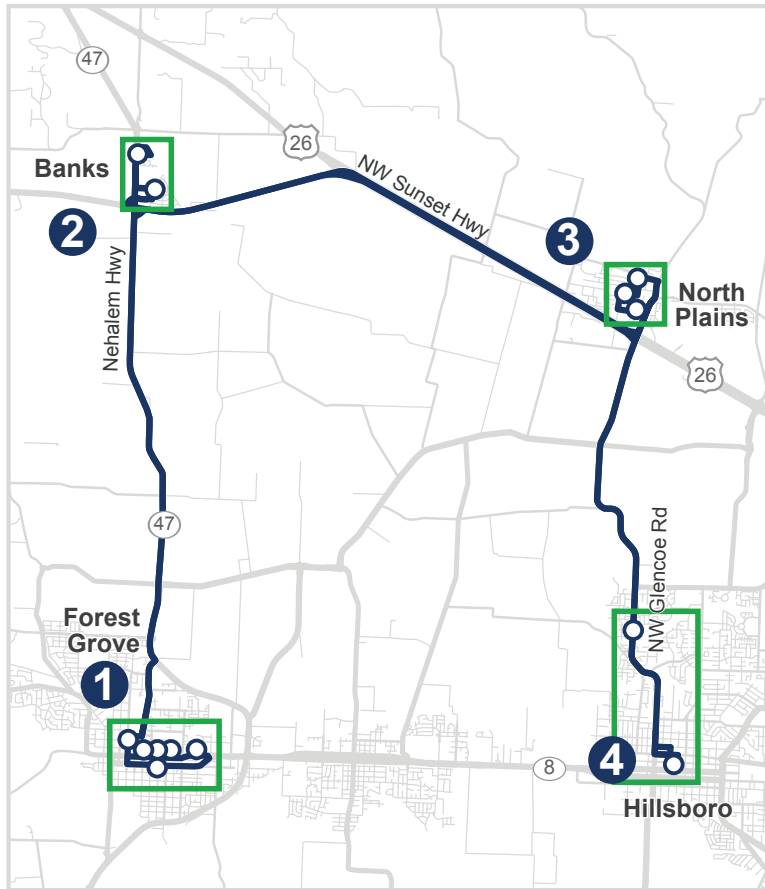 47
26
Banks
NW Sunset Hwy
2
3
Nehalem Hwy
North
Plains
26
47
NW Glencoe Rd
Forest
Grove
1
4
8
Hillsboro